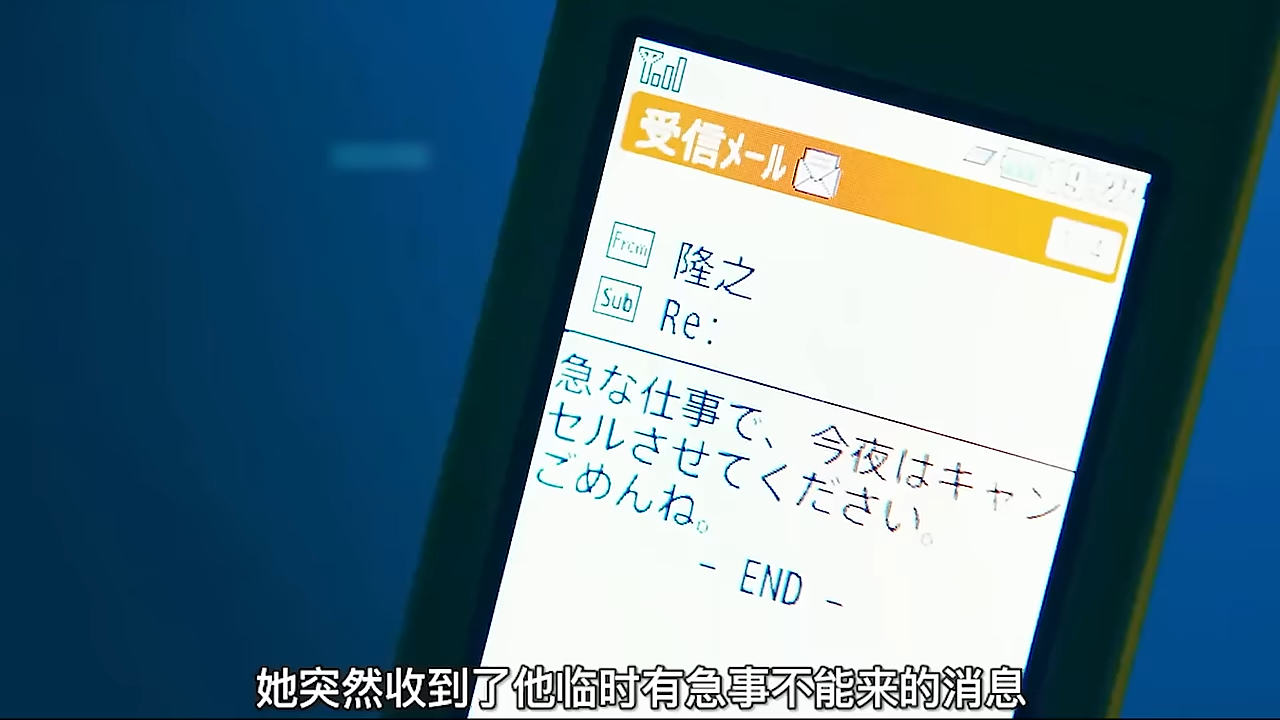 受信メール
From 隆之
Sub Re:
急な仕事で、今夜はキャン
セルさせてください。
ごめんね。
- END -
她突然收到了他临时有急事不能来的消息